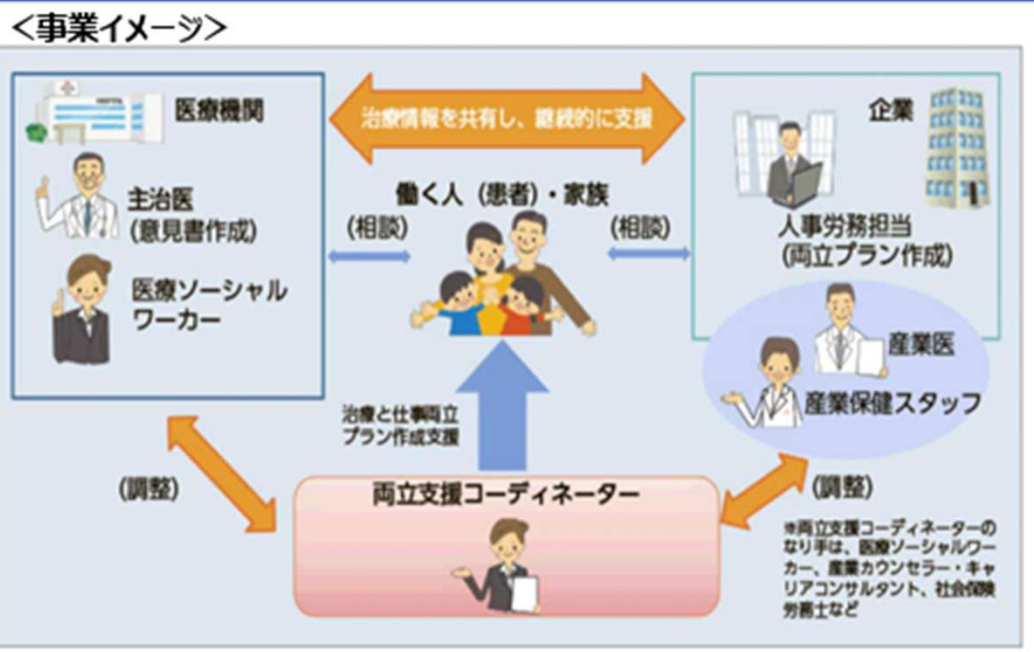 ＜事業イメージ＞
医療機関
主治医
(意見書作成)
医療ソーシャル
ワーカー
治療情報を共有し、継続的に支援
働く人（患者）・家族
(相談)
(相談)
企業
人事労務担当
(両立プラン作成)
産業医
産業保健スタッフ
治療と仕事両立
プラン作成支援
(調整)
両立支援コーディネーター
(調整)
※両立支援コーディネーターの
なり手は、医療ソーシャルワー
カー、産業カウンセラー・キャ
リアコンサルタント、社会保険
労務士など